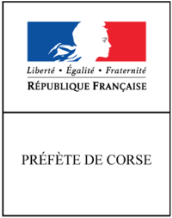 Liberté • Égalité • Fraternité
RÉPUBLIQUE FRANÇAISE
PRÉFÈTE DE CORSE